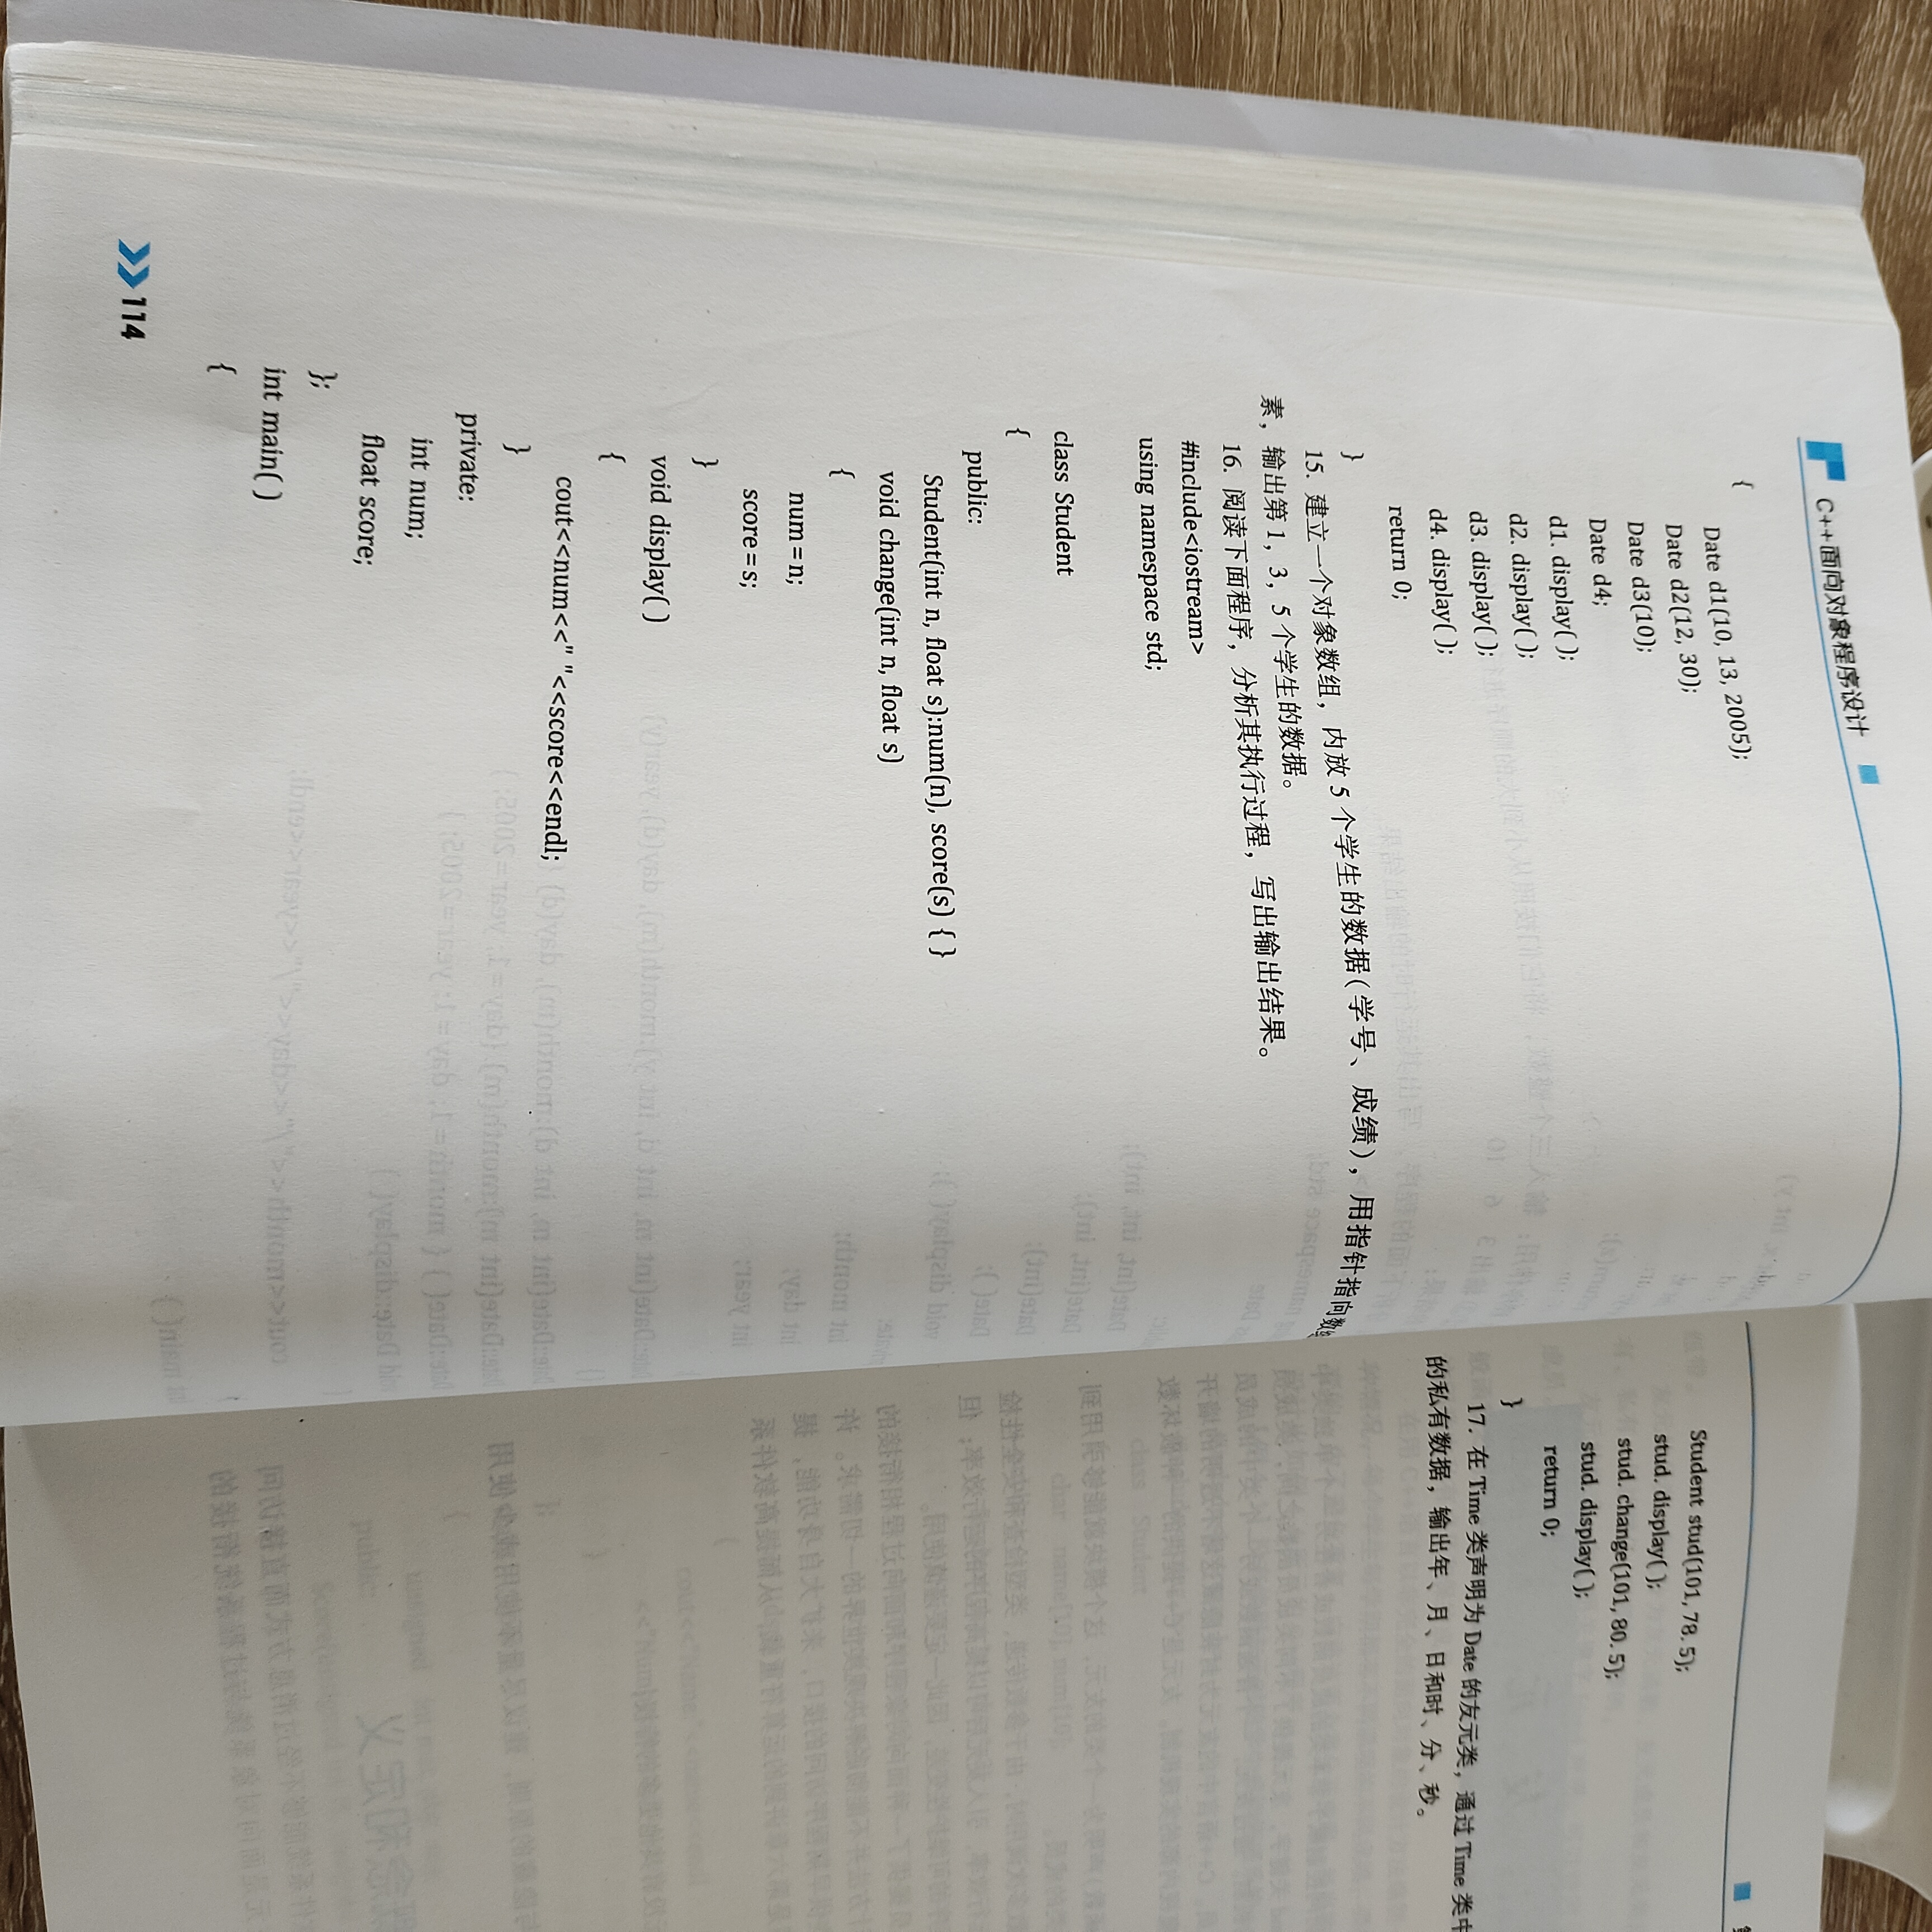 C++面向对象程序设计
{
Date d1(10, 13, 2005);
Date d2(12, 30);
Date d3(10);
Date d4;
d1. display( );
d2. display( );
d3. display( );
d4. display( );
return 0;
}
15. 建立一个对象数组，内放 5 个学生的数据(学号、成绩)，用指针指向数
素，输出第 1，3，5 个学生的数据。
16. 阅读下面程序，分析其执行过程，写出输出结果。
#include<iostream>
using namespace std;
class Student
{
public:
Student(int n, float s):num(n), score(s) { }
void change(int n, float s)
{
num=n;
score=s;
}
void display( )
{
cout<<num<<" "<<score<<endl;
}
private:
int num;
float score;
};
int main( )
{
114
Student stud(101, 78. 5);
stud. display( );
stud. change(101, 80. 5);
stud. display( );
return 0;
}
17. 在 Time 类声明为 Date 的友元类，通过 Time 类中
的私有数据，输出年、月、日和时、分、秒。